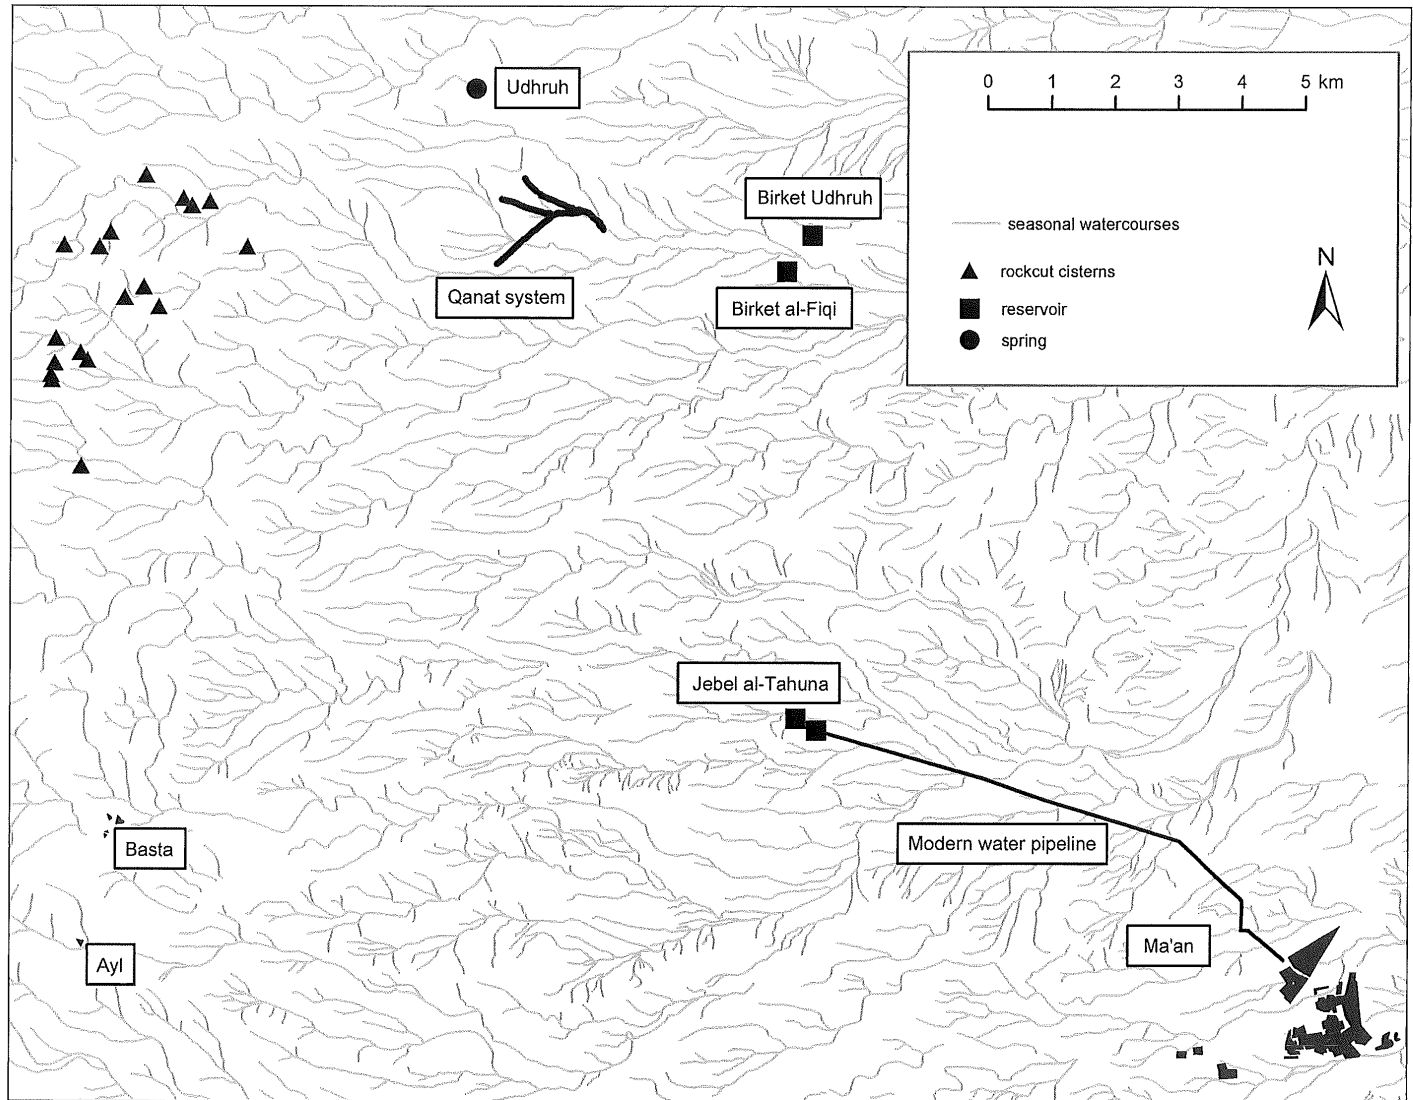 Udhruh
0 1 2 3 4 5 km
Birket Udhruh
seasonal watercourses
N
rockcut cisterns
Qanat system
Birket al-Fiqi
reservoir
spring
Jebel al-Tahuna
Modern water pipeline
Basta
Ma'an
Ayl